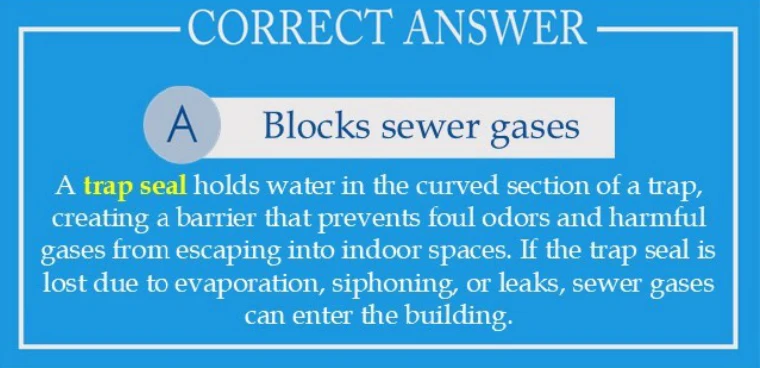 CORRECT ANSWER
A Blocks sewer gases
A trap seal holds water in the curved section of a trap,
creating a barrier that prevents foul odors and harmful
gases from escaping into indoor spaces. If the trap seal is
lost due to evaporation, siphoning, or leaks, sewer gases
can enter the building.